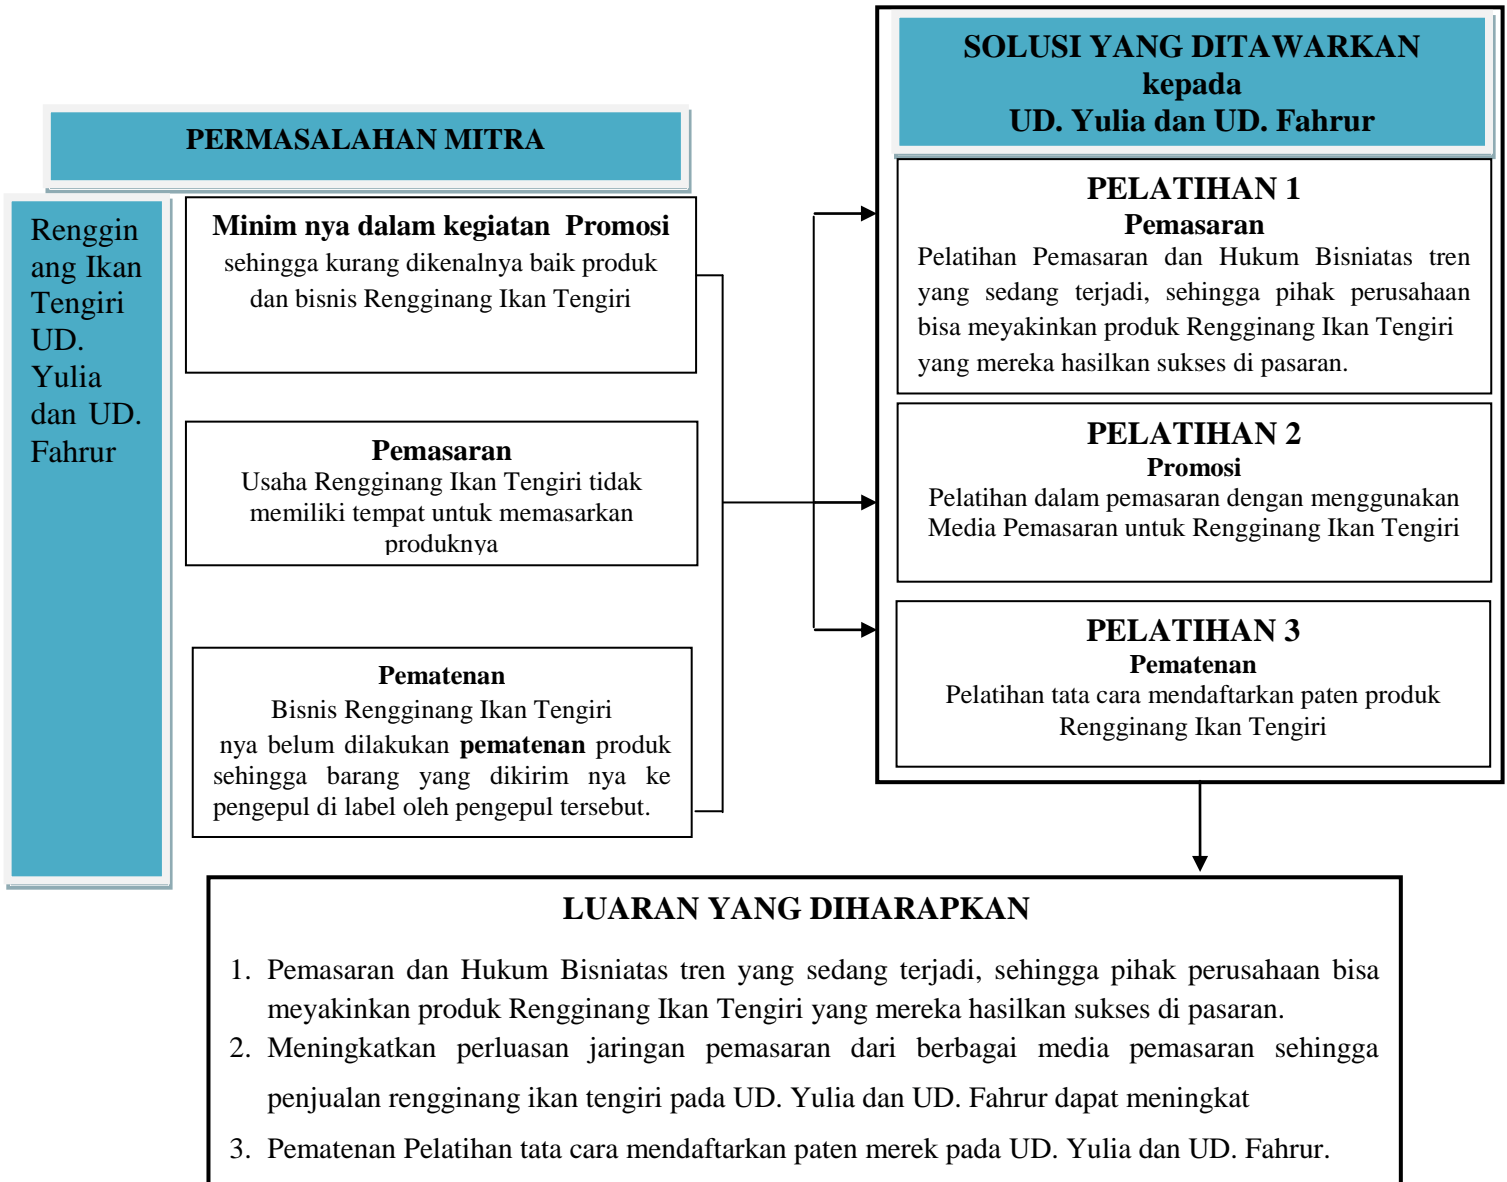 PERMASALAHAN MITRA
Renggin
ang Ikan
Tengiri
UD.
Yulia
dan UD.
Fahrur
Minim nya dalam kegiatan Promosi
sehingga kurang dikenalnya baik produk
dan bisnis Rengginang Ikan Tengiri
Pemasaran
Usaha Rengginang Ikan Tengiri tidak
memiliki tempat untuk memasarkan
produknya
Pematenan
Bisnis Rengginang Ikan Tengiri
nya belum dilakukan pematenan produk
sehingga barang yang dikirim nya ke
pengepul di label oleh pengepul tersebut.
SOLUSI YANG DITAWARKAN
kepada
UD. Yulia dan UD. Fahrur
PELATIHAN 1
Pemasaran
Pelatihan Pemasaran dan Hukum Bisniatas tren
yang sedang terjadi, sehingga pihak perusahaan
bisa meyakinkan produk Rengginang Ikan Tengiri
yang mereka hasilkan sukses di pasaran.
PELATIHAN 2
Promosi
Pelatihan dalam pemasaran dengan menggunakan
Media Pemasaran untuk Rengginang Ikan Tengiri
PELATIHAN 3
Pematenan
Pelatihan tata cara mendaftarkan paten produk
Rengginang Ikan Tengiri
LUARAN YANG DIHARAPKAN
1. Pemasaran dan Hukum Bisniatas tren yang sedang terjadi, sehingga pihak perusahaan bisa
meyakinkan produk Rengginang Ikan Tengiri yang mereka hasilkan sukses di pasaran.
2. Meningkatkan perluasan jaringan pemasaran dari berbagai media pemasaran sehingga
penjualan rengginang ikan tengiri pada UD. Yulia dan UD. Fahrur dapat meningkat
3. Pematenan Pelatihan tata cara mendaftarkan paten merek pada UD. Yulia dan UD. Fahrur.